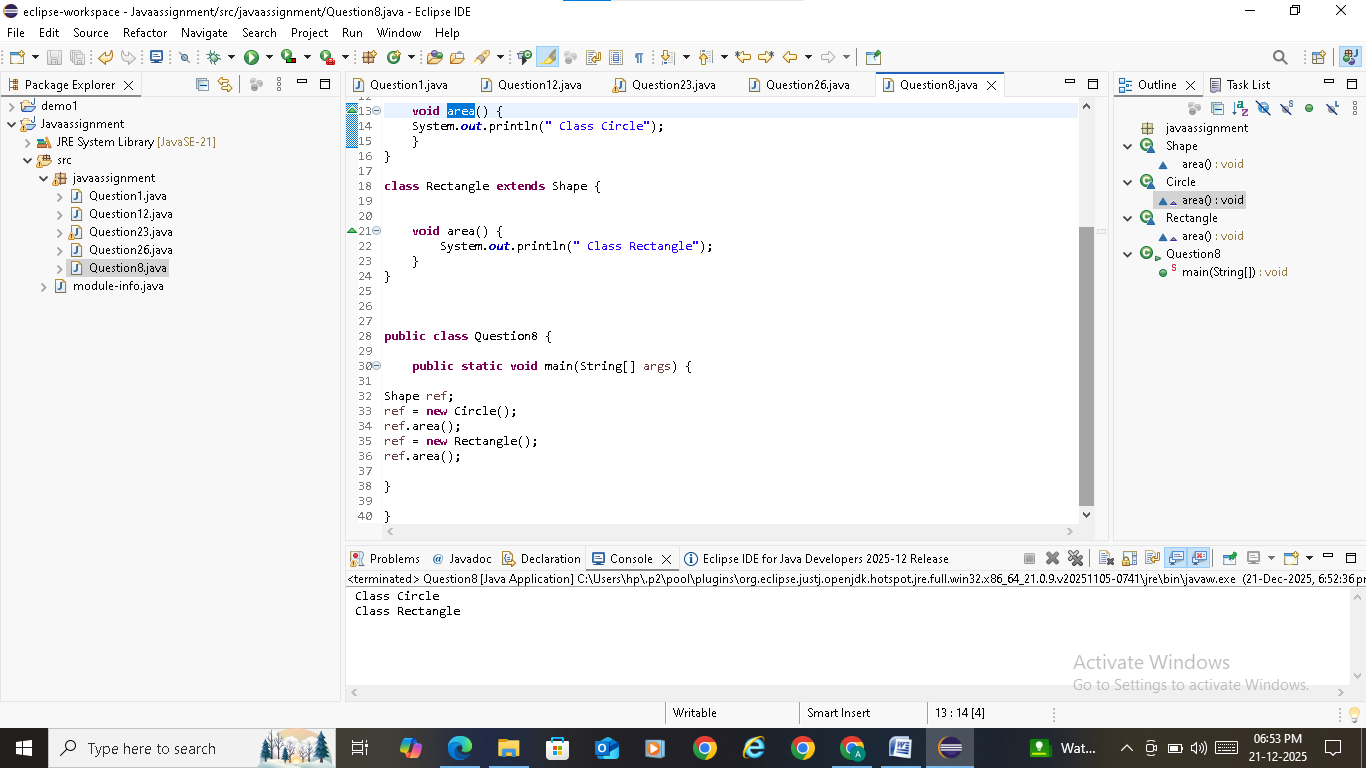 eclipse-workspace - Javaassignment/src/javaassignment/Question8.java - Eclipse IDE
File Edit Source Refactor Navigate Search Project Run Window Help
Package Explorer
demo1
Javaassignment
JRE System Library [JavaSE-21]
src
javaassignment
Question1.java
Question12.java
Question23.java
Question26.java
Question8.java
module-info.java
Question1.java Question12.java Question23.java Question26.java Question8.java
13 void area() {
14 System.out.println(" Class Circle");
15 }
16 }
17
18 class Rectangle extends Shape {
19
20
21 void area() {
22 System.out.println(" Class Rectangle");
23 }
24 }
25
26
27
28 public class Question8 {
29
30 public static void main(String[] args) {
31
32 Shape ref;
33 ref = new Circle();
34 ref.area();
35 ref = new Rectangle();
36 ref.area();
37
38 }
39
40 }
Outline Task List
javaassignment
Shape
area() : void
Circle
area() : void
Rectangle
area() : void
Question8
main(String[]) : void
Problems @ Javadoc Declaration Console Eclipse IDE for Java Developers 2025-12 Release
<terminated> Question8 [Java Application] C:\Users\hp\.p2\pool\plugins\org.eclipse.justj.openjdk.hotspot.jre.full.win32.x86_64_21.0.9.v20251105-0741\jre\bin\javaw.exe (21-Dec-2025, 6:52:36 pr
Class Circle
Class Rectangle
Activate Windows
Go to Settings to activate Windows.
Writable Smart Insert 13 : 14 [4]
Type here to search
Wat...
06:53 PM
21-12-2025